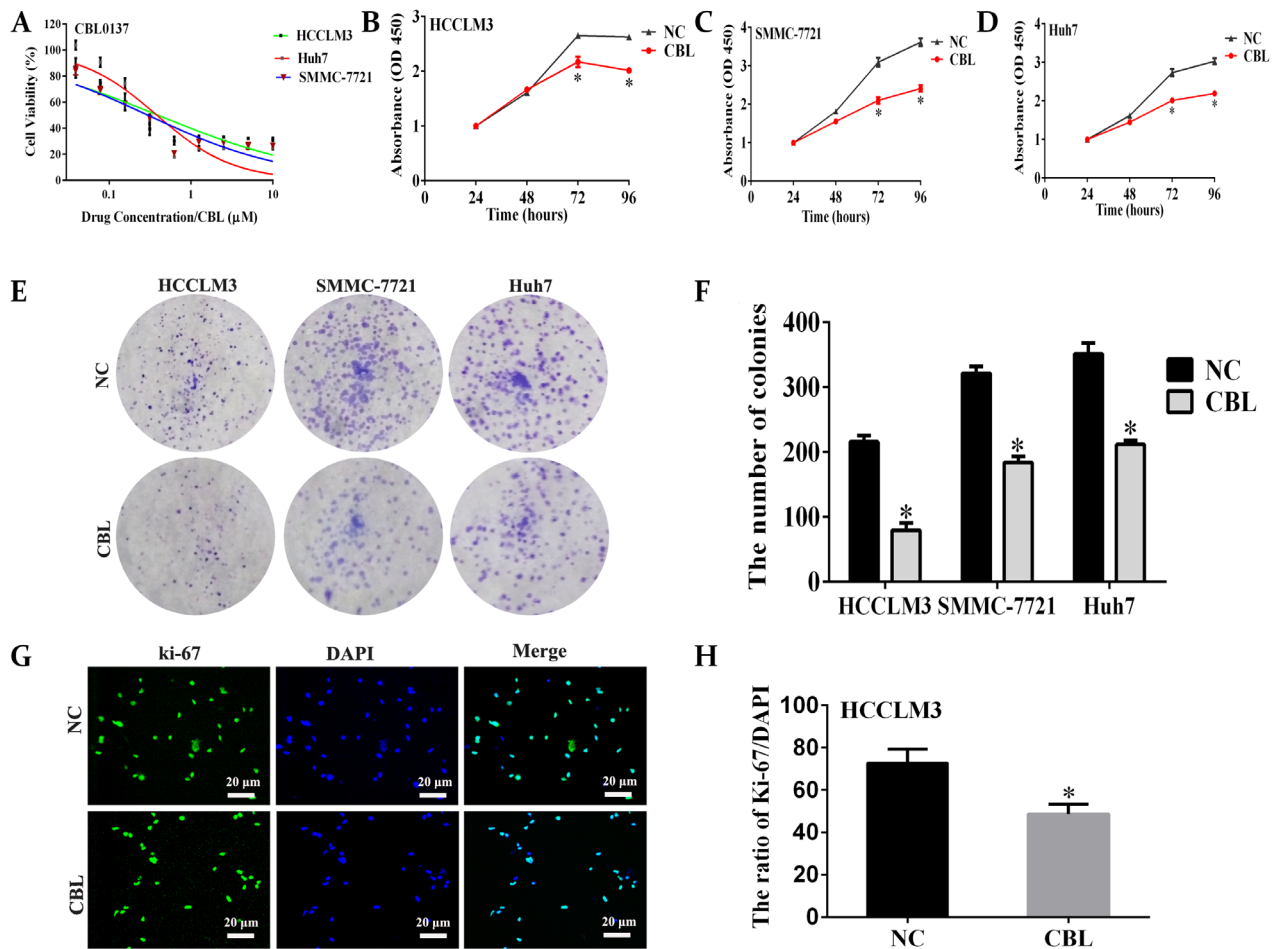 A
CBL0137
Cell Viability (%)
120
100
80
60
40
20
0
0.1
1
10
Drug Concentration/CBL (µM)
HCCLM3
Huh7
SMMC-7721
B
HCCLM3
Absorbance (OD 450)
3
2
1
0
0
24
48
72
96
Time (hours)
NC
CBL
*
*
C
SMMC-7721
Absorbance (OD 450)
4
3
2
1
0
0
24
48
72
96
Time (hours)
NC
CBL
*
*
D
Huh7
Absorbance (OD 450)
4
3
2
1
0
0
24
48
72
96
Time (hours)
NC
CBL
*
*
E
HCCLM3
SMMC-7721
Huh7
NC
CBL
F
The number of colonies
400
300
200
100
0
*
*
*
HCCLM3
SMMC-7721
Huh7
NC
CBL
G
ki-67
DAPI
Merge
NC
20 µm
20 µm
20 µm
CBL
20 µm
20 µm
20 µm
H
HCCLM3
The ratio of Ki-67/DAPI
100
80
60
40
20
0
*
NC
CBL